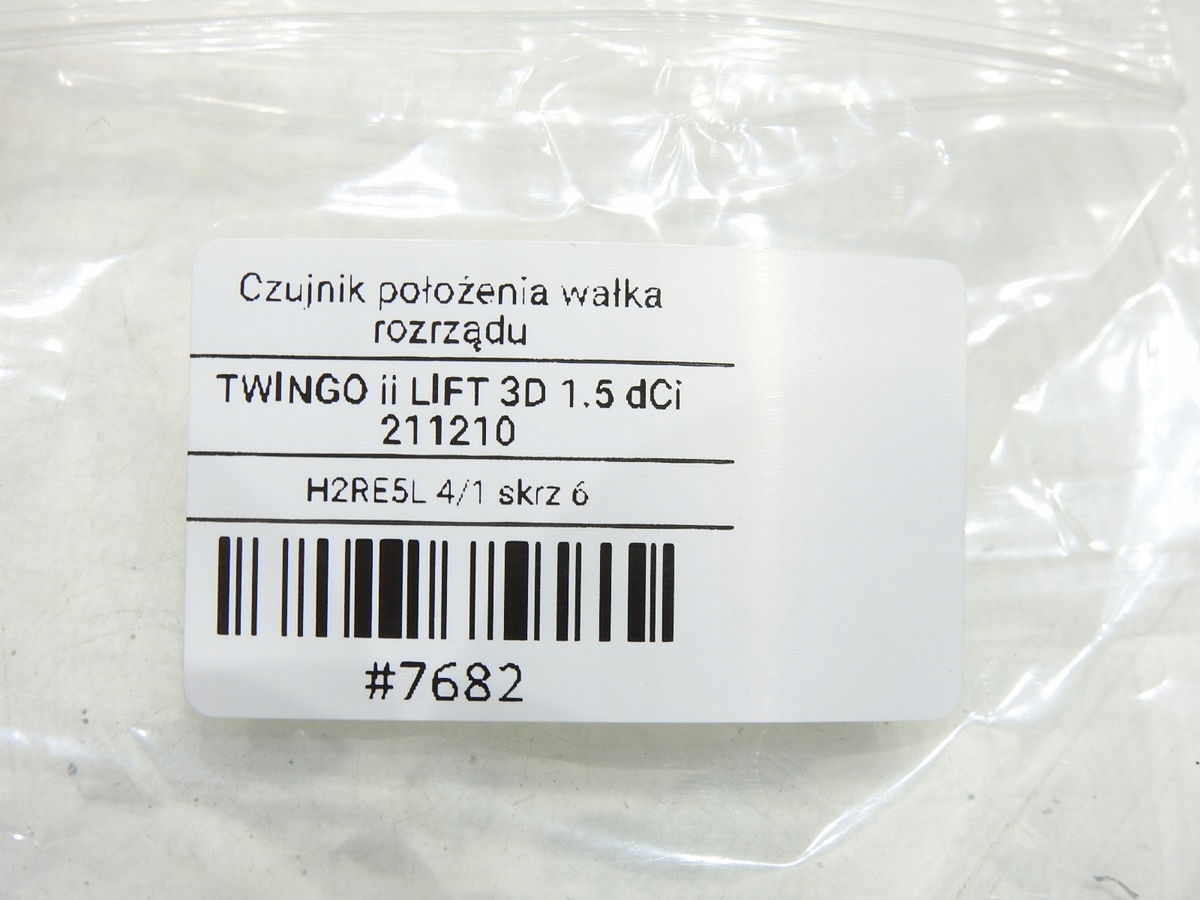 Czujnik położenia wałka
rozrządu
TWINGO ii LIFT 3D 1.5 dCi
211210
H2RE5L 4/1 skrz 6
#7682